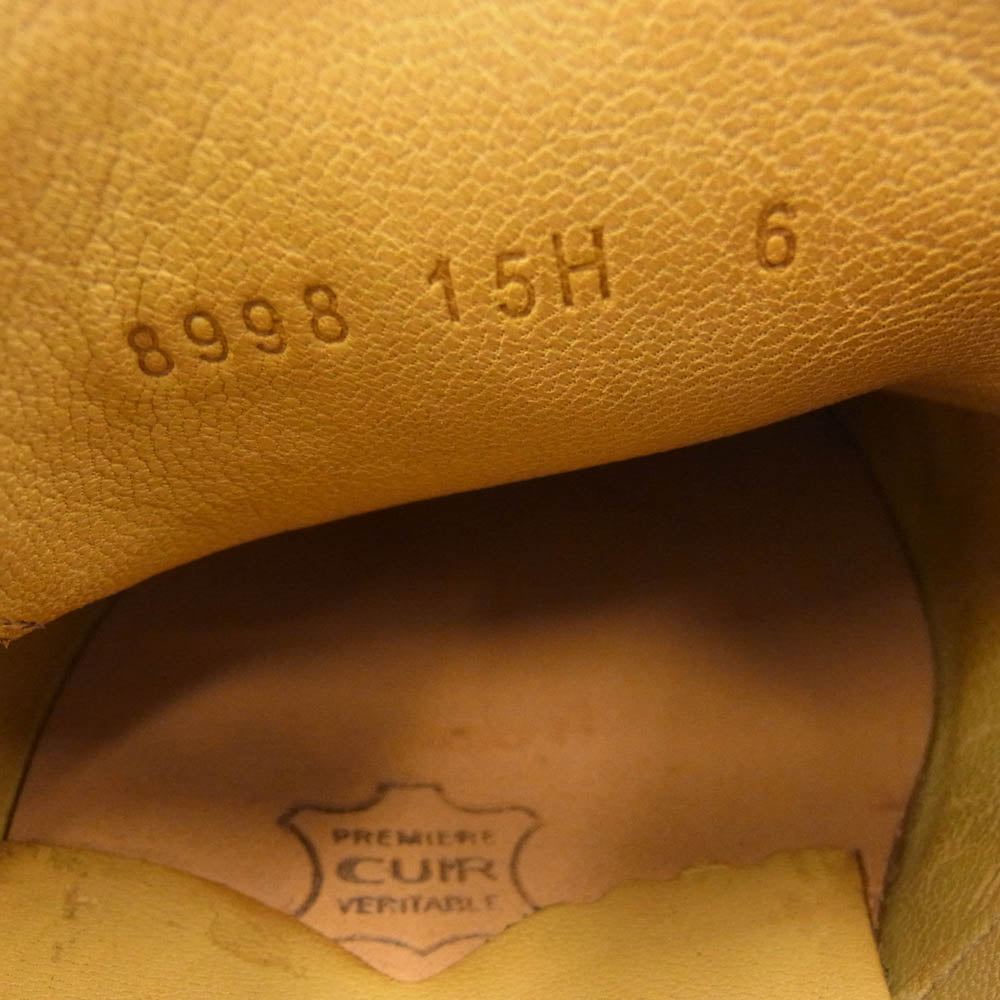 8998 15H 6
PREMIERE
CUIR
VERITABLE